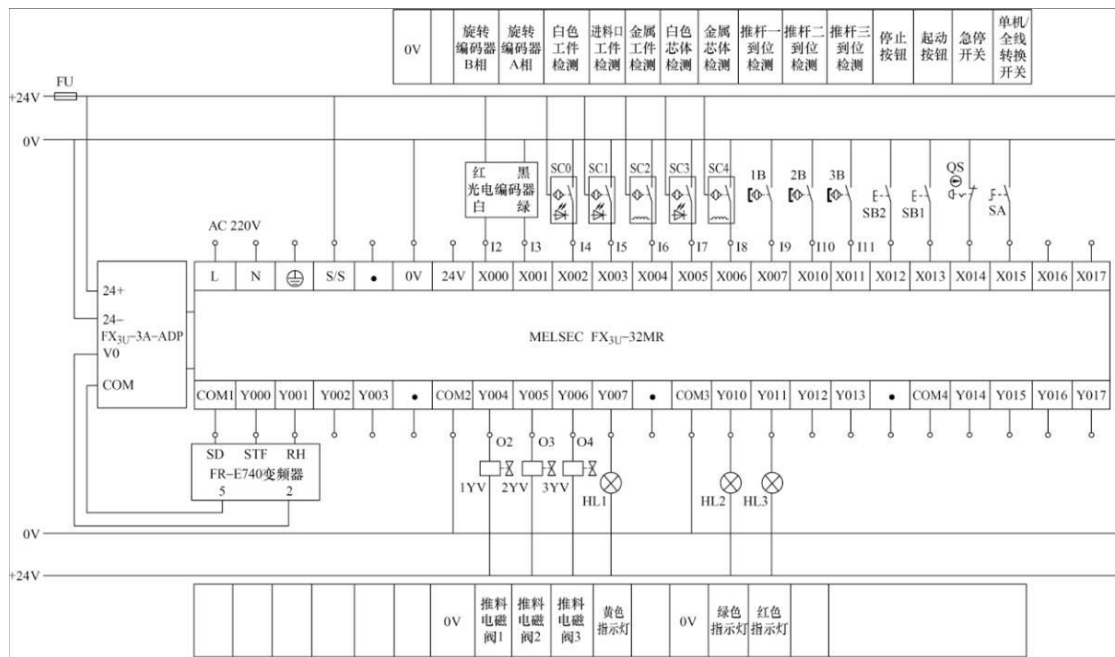 0V
旋转
编码器
B相
旋转
编码器
A相
白色
工件
检测
进料口
工件
检测
金属
工件
检测
白色
芯体
检测
金属
芯体
检测
推杆一
到位
检测
推杆二
到位
检测
推杆三
到位
检测
停止
按钮
起动
按钮
急停
开关
单机/
全线
转换
开关
FU
+24V
0V
红 黑
光电编码器
白 绿
SC0 SC1 SC2 SC3 SC4 1B 2B 3B SB2 SB1 QS SA
AC 220V
I2 I3 I4 I5 I6 I7 I8 I9 I10 I11
L N S/S • 0V 24V X000 X001 X002 X003 X004 X005 X006 X007 X010 X011 X012 X013 X014 X015 X016 X017
24+
24-
FX3U-3A-ADP
V0
COM
MELSEC FX3U-32MR
COM1 Y000 Y001 Y002 Y003 • COM2 Y004 Y005 Y006 Y007 • COM3 Y010 Y011 Y012 Y013 • COM4 Y014 Y015 Y016 Y017
SD STF RH
FR-E740变频器
5 2
O2 O3 O4
1YV 2YV 3YV HL1 HL2 HL3
0V
+24V
0V
推料
电磁
阀1
推料
电磁
阀2
推料
电磁
阀3
黄色
指示灯
0V
绿色
指示灯
红色
指示灯